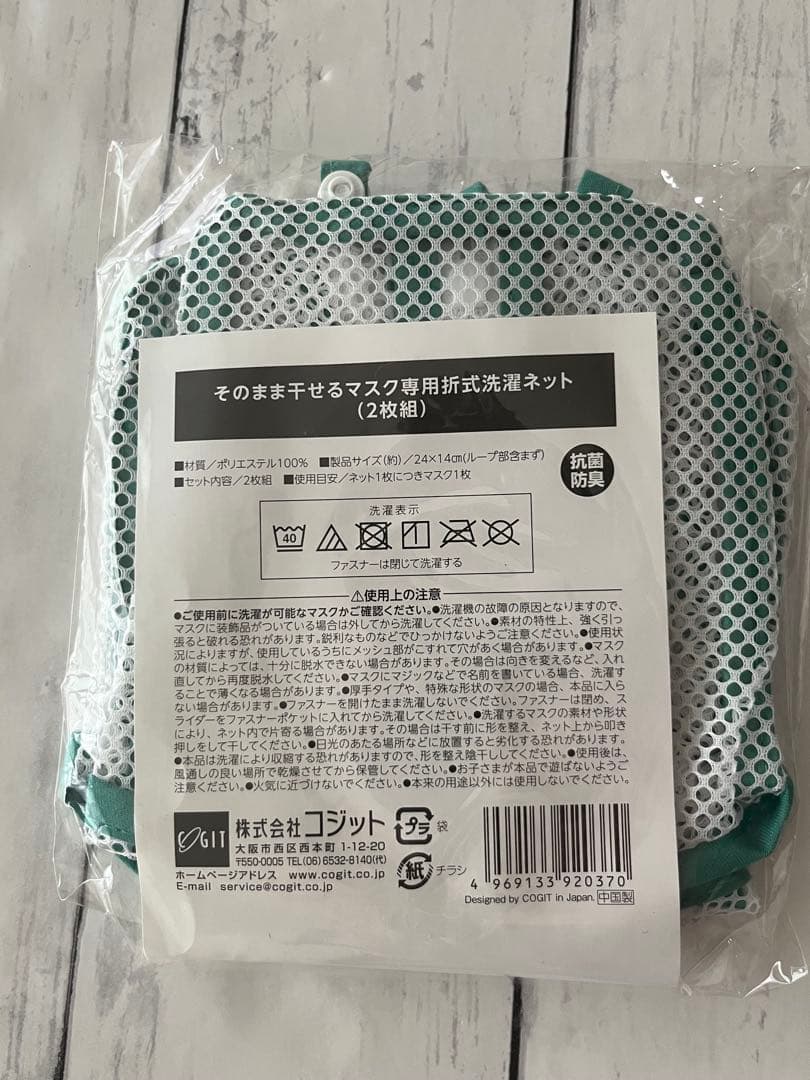 そのまま干せるマスク専用折式洗濯ネット
(2枚組)
■材質／ポリエステル100% ■製品サイズ(約)／24×14㎝(ループ部含まず)
■セット内容／2枚組 ■使用目安／ネット1枚につきマスク1枚
抗菌
防臭
洗濯表示
40
ファスナーは閉じて洗濯する
⚠使用上の注意
●ご使用前に洗濯が可能なマスクかご確認ください。●洗濯機の故障の原因となりますので、
マスクに装飾品がついている場合は外してから洗濯してください。●素材の特性上、強く引っ
張ると破れる恐れがあります。鋭利なものなどでひっかけないようご注意ください。●使用状
況によりますが、使用しているうちにメッシュ部がこすれて穴があく場合があります。●マスク
の材質によっては、十分に脱水できない場合があります。その場合は向きを変えるなど、入れ
直してから再度脱水してください。●マスクにマジックなどで名前を書いている場合、洗濯す
ることで薄くなる場合があります。●厚手タイプや、特殊な形状のマスクの場合、本品に入ら
ない場合があります。●ファスナーを開けたまま洗濯しないでください。ファスナーは閉め、ス
ライダーをファスナーポケットに入れてから洗濯してください。●洗濯するマスクの素材や形状
により、ネット内で片寄る場合があります。その場合は干す前に形を整え、ネット上から叩き
押しをして干してください。●日光のあたる場所などに放置すると劣化する恐れがあります。
●本品は洗濯により収縮する恐れがありますので、形を整え陰干ししてください。●使用後は、
風通しの良い場所で乾燥させてから保管してください。●お子さまが本品で遊ばないようご
注意ください。●火気に近づけないでください。●本来の用途以外には使用しないでください。
COGIT 株式会社 コジット
大阪市西区西本町1-12-20
〒550-0005 TEL(06)6532-8140(代)
ホームページアドレス www.cogit.co.jp
E-mail service@cogit.co.jp
プラ 袋
紙 チラシ
4 969133 920370
Designed by COGIT in Japan. 中国製